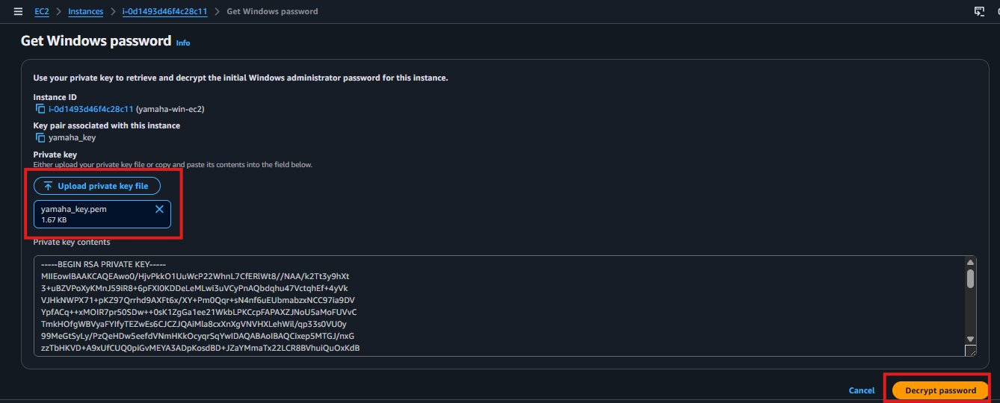 EC2 > Instances > i-0d1493d46f4c28c11 > Get Windows password
Get Windows password Info
Use your private key to retrieve and decrypt the initial Windows administrator password for this instance.
Instance ID
i-0d1493d46f4c28c11 (yamaha-win-ec2)
Key pair associated with this instance
yamaha_key
Private key
Either upload your private key file or copy and paste its contents into the field below.
Upload private key file
yamaha_key.pem
1.67 KB
Private key contents
-----BEGIN RSA PRIVATE KEY-----
MIIEowIBAAKCAQEAwo0/HjvPkkO1UuWcP22WhnL7CfERlWt8//NAA/k2Tt3y9hXt
3+uBZVPoXyKMnJ59iR8+6pFXI0KDDeLeMLwi3uVCyPnAQbdqhu47VctqhEf+4yVk
VJHkNWPX71+pKZ97Qrrhd9AXFt6x/XY+Pm0Qqr+sN4nf6uEUbmabzxNCC97ia9DV
YpfACq++xMOIR7pr50SDw++0sK1ZgGa1ee21WkbLPKCcpFAPAXZJNoU5aMoFUVvC
TmkHOfgWBVyaFYIfyTEZwEs6CJCZJQAiMla8cxXnXgVNVHXLehWil/qp33s0VU0y
99MeGtSyLy/PzQeHDw5eefdVNmHKkOcyqrSqYwIDAQABAoIBAQCixep5MTGJ/nxG
zzTbHKVD+A9xUfCUQ0piGvMEYA3ADpKosdBD+JZaYMmaTx22LCR8BVhuiQuOxKdB
Cancel
Decrypt password